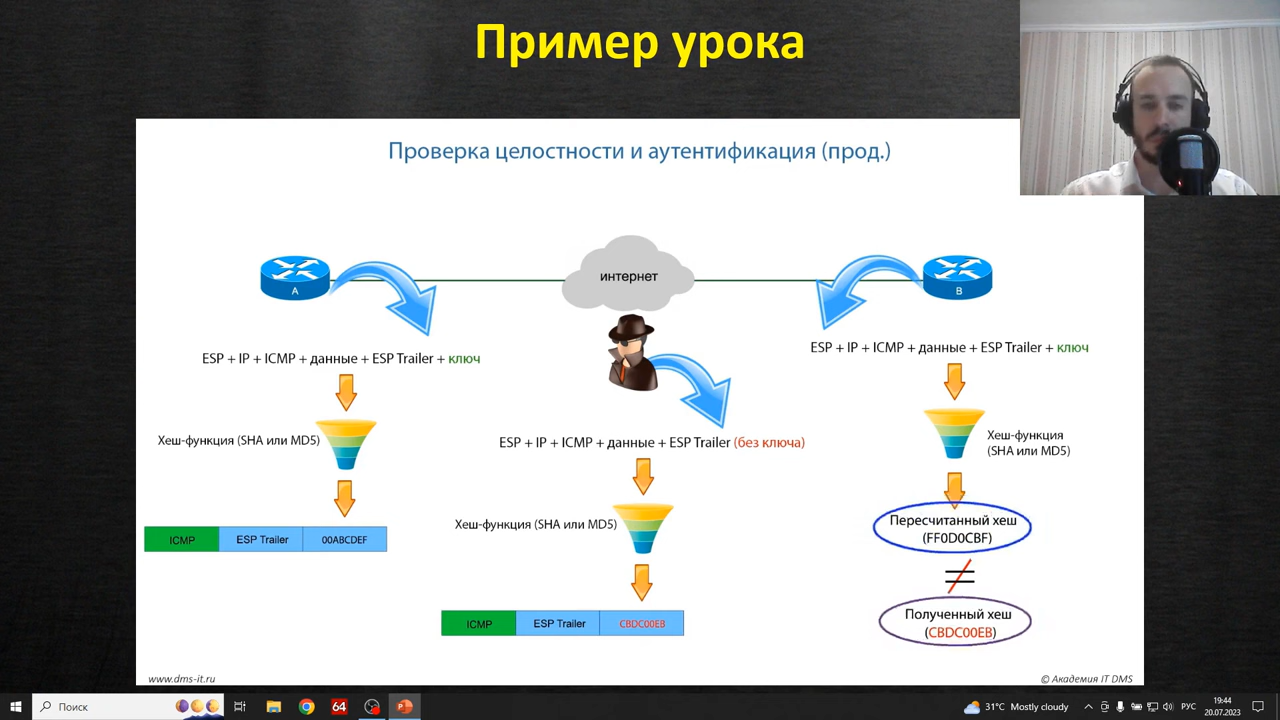 Пример урока
Проверка целостности и аутентификация (прод.)
A
интернет
B
ESP + IP + ICMP + данные + ESP Trailer + ключ
ESP + IP + ICMP + данные + ESP Trailer + ключ
Хеш-функция (SHA или MD5)
ESP + IP + ICMP + данные + ESP Trailer (без ключа)
Хеш-функция
(SHA или MD5)
ICMP ESP Trailer 00ABCDEF
Хеш-функция (SHA или MD5)
Пересчитанный хеш
(FF0D0CBF)
ICMP ESP Trailer CBDC00EB
Полученный хеш
(CBDC00EB)
www.dms-it.ru
© Академия IT DMS
Поиск
64
31°C Mostly cloudy
РУС
19:44
20.07.2023